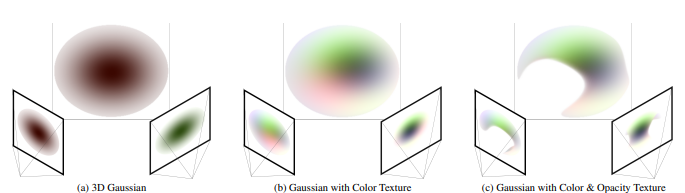 (a) 3D Gaussian
(b) Gaussian with Color Texture
(c) Gaussian with Color & Opacity Texture